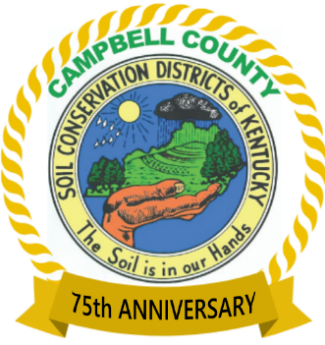 CAMPBELL COUNTY
SOIL CONSERVATION DISTRICTS of KENTUCKY
The Soil is in our Hands
75th ANNIVERSARY